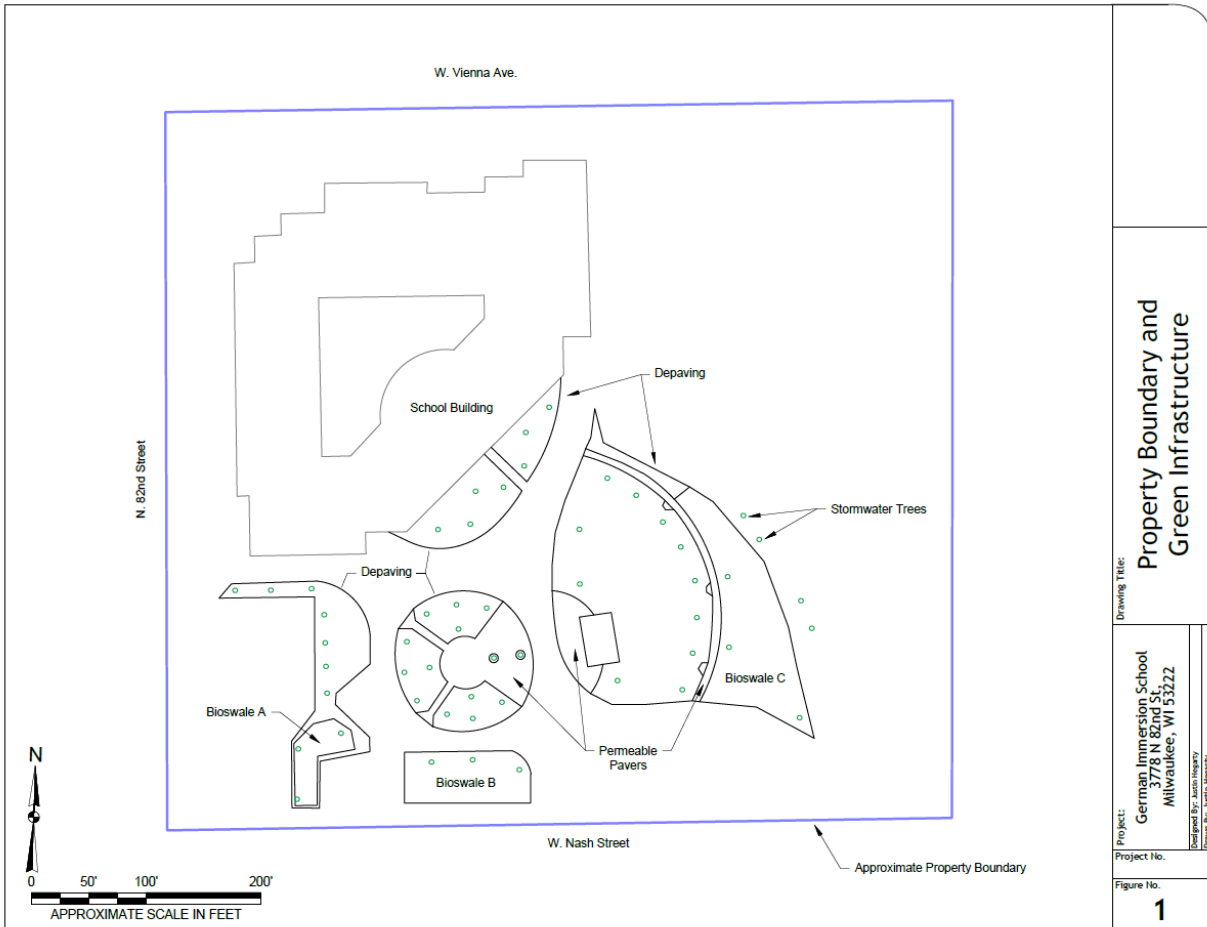 W. Vienna Ave.
N. 82nd Street
School Building
Depaving
Stormwater Trees
Depaving
Bioswale A
Bioswale B
Bioswale C
Permeable
Pavers
W. Nash Street
Approximate Property Boundary
N
0 50' 100' 200'
APPROXIMATE SCALE IN FEET
Drawing Title:
Property Boundary and
Green Infrastructure
Project:
German Immersion School
3778 N 82nd St,
Milwaukee, WI 53222
Designed By: Justin Hegarty
Project No.
Figure No.
1